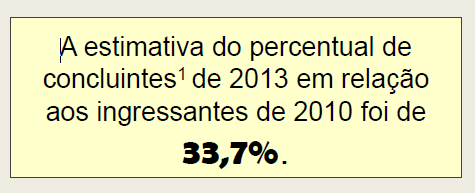 A estimativa do percentual de
concluintes¹ de 2013 em relação
aos ingressantes de 2010 foi de
33,7%.